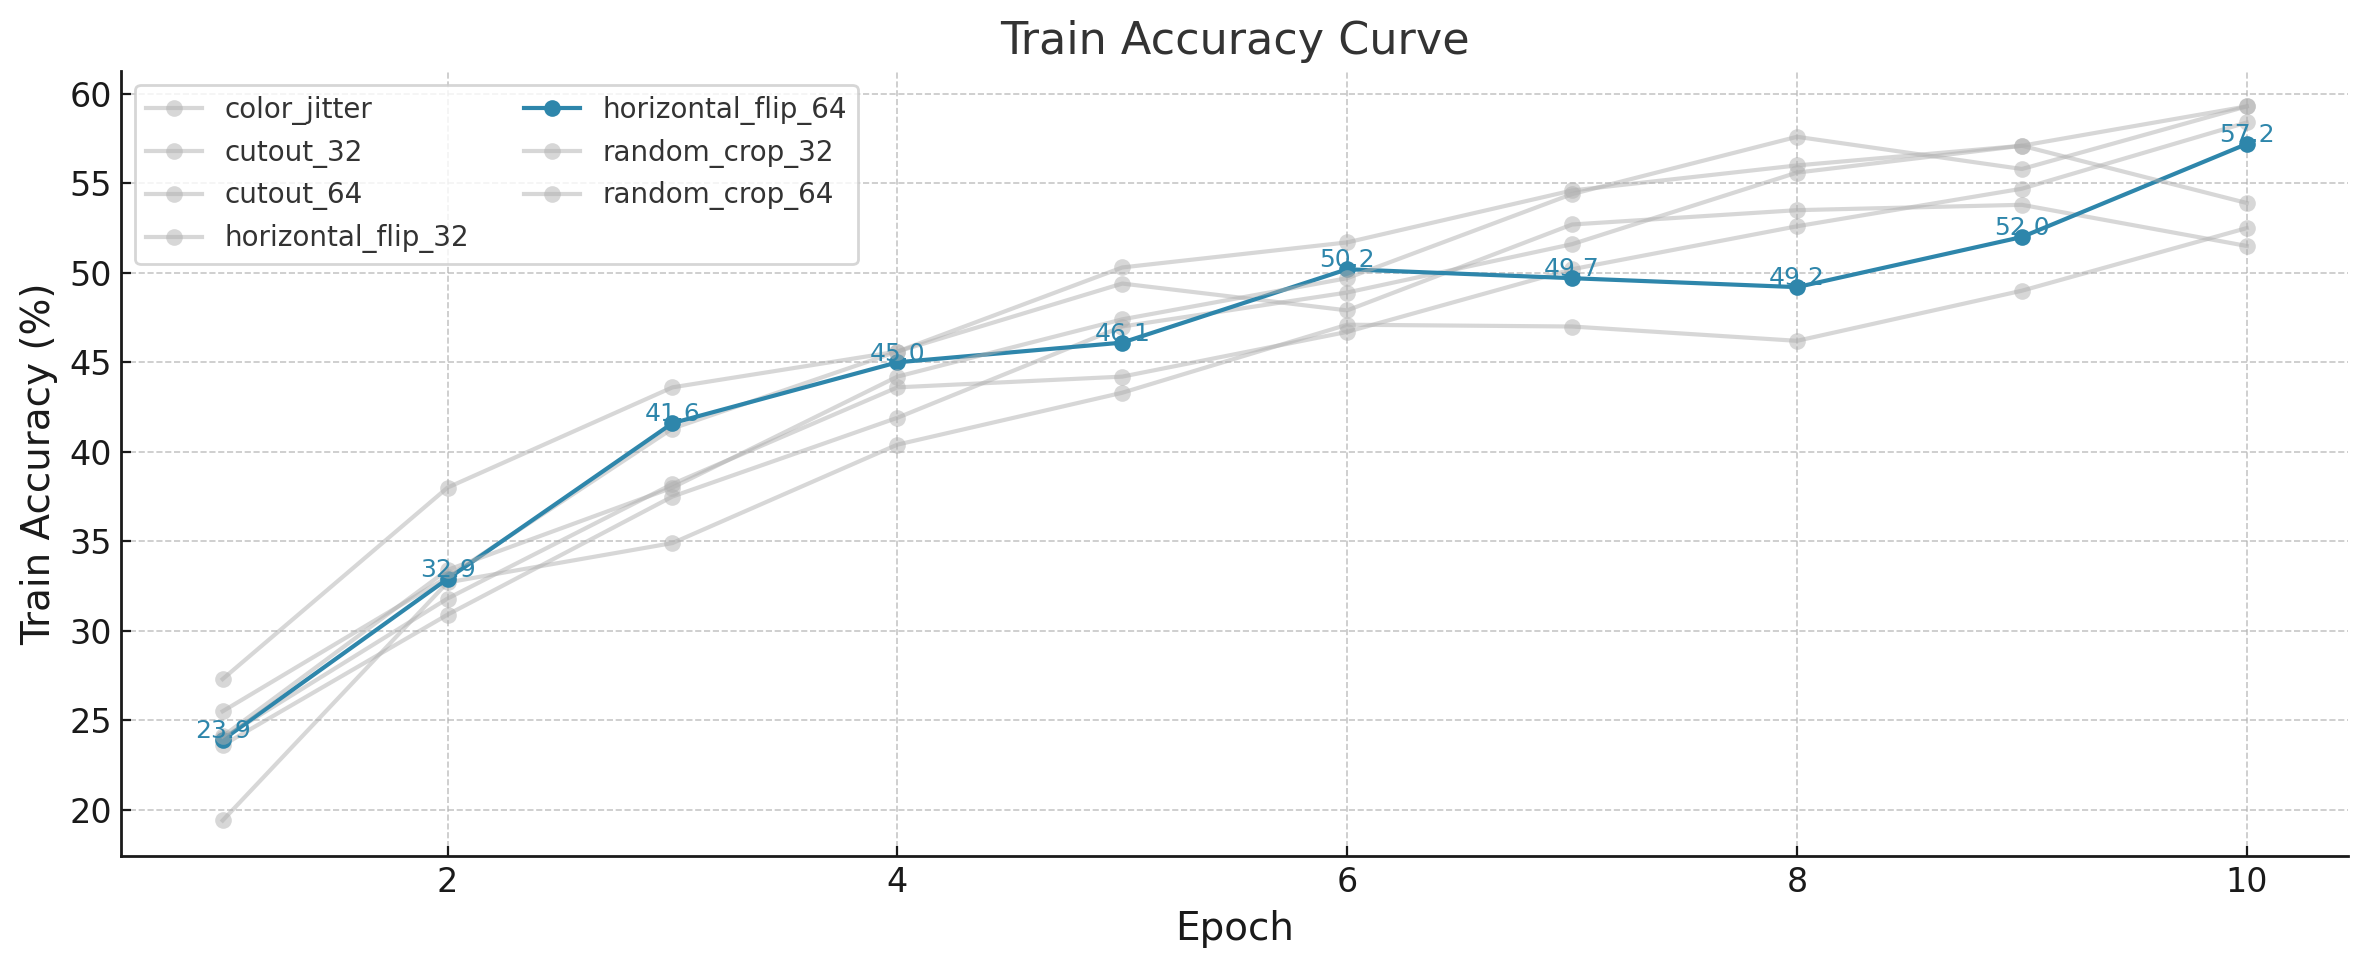 Train Accuracy Curve
Train Accuracy (%)
60
55
50
45
40
35
30
25
20
color_jitter
cutout_32
cutout_64
horizontal_flip_32
horizontal_flip_64
random_crop_32
random_crop_64
23.9
32.9
41.6
45.0
46.1
50.2
49.7
49.2
52.0
57.2
2
4
6
8
10
Epoch